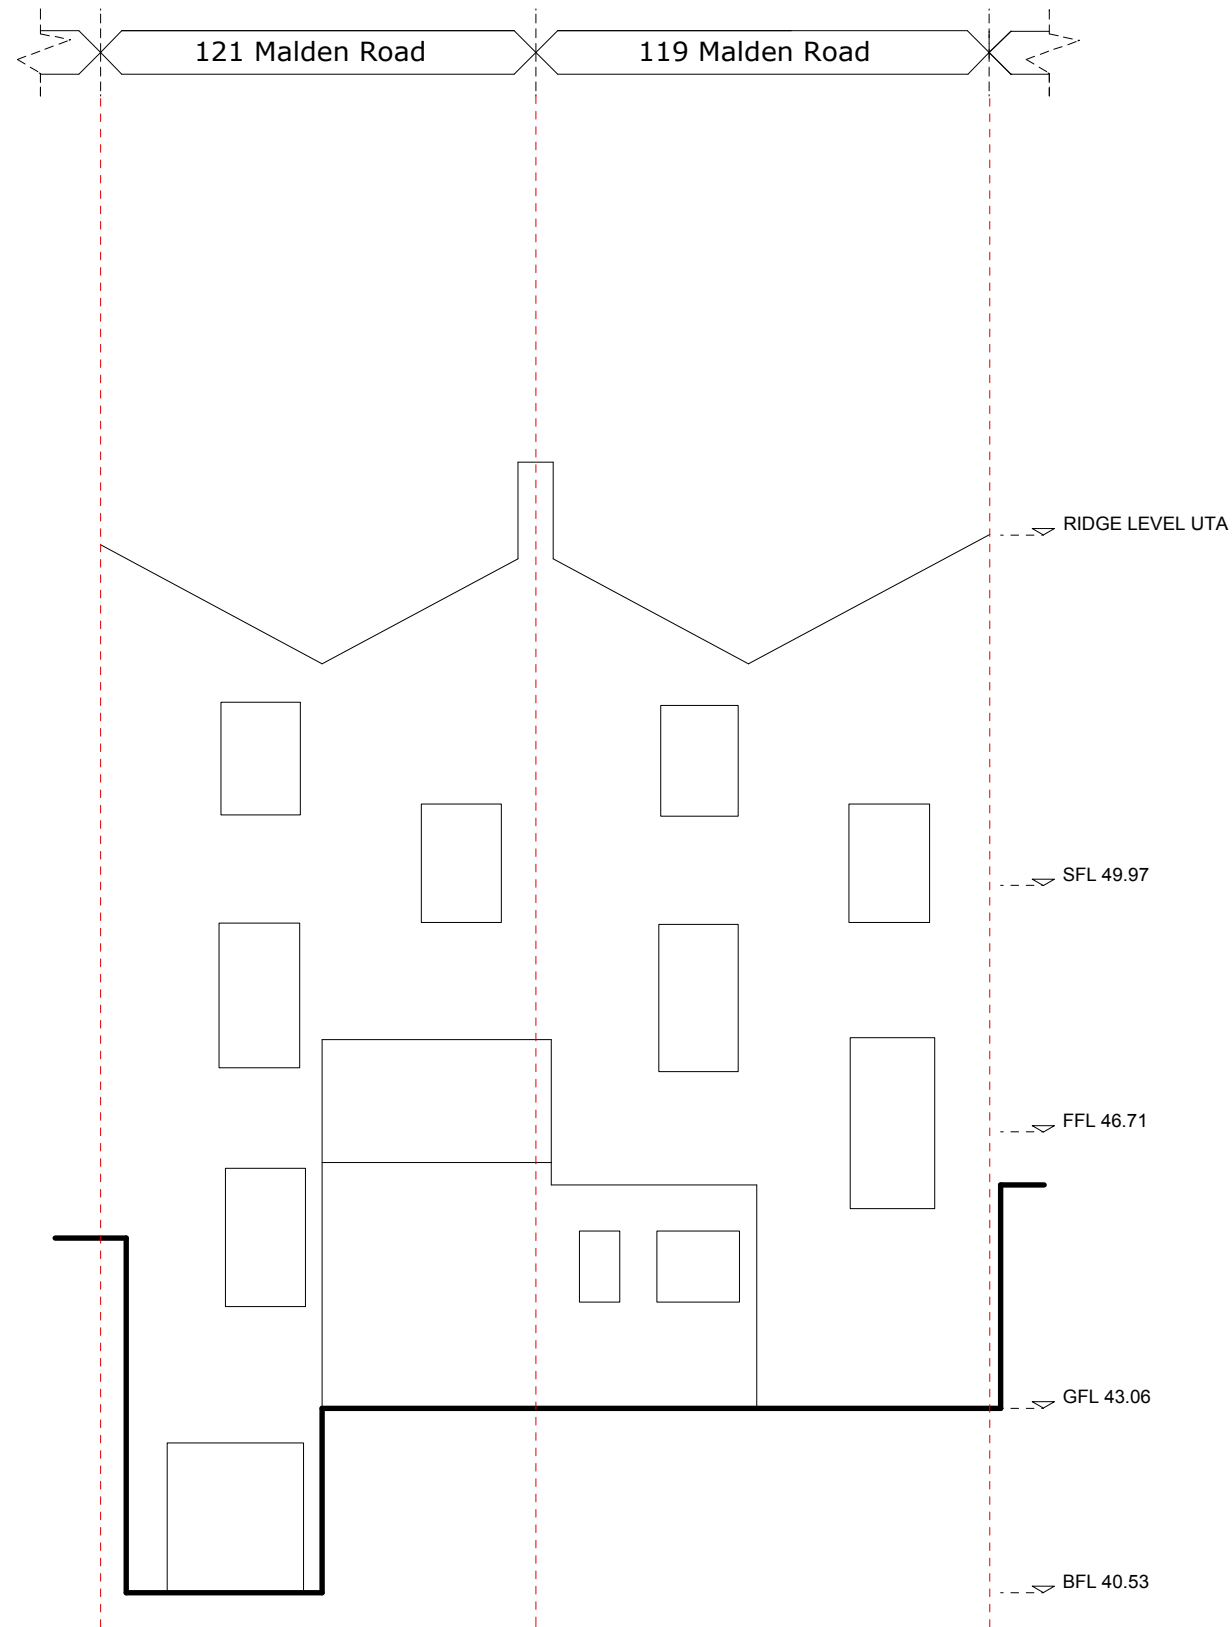 121 Malden Road
119 Malden Road
RIDGE LEVEL UTA
SFL 49.97
FFL 46.71
GFL 43.06
BFL 40.53